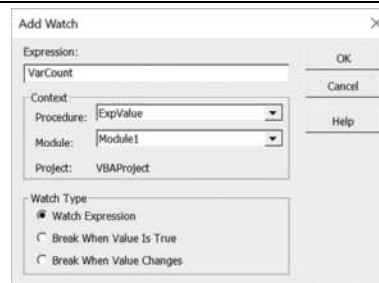 Add Watch
Expression:
OK
VarCount
Cancel
Context
Procedure: ExpValue
Help
Module: Module1
Project: VBAProject
Watch Type
Watch Expression
Break When Value Is True
Break When Value Changes